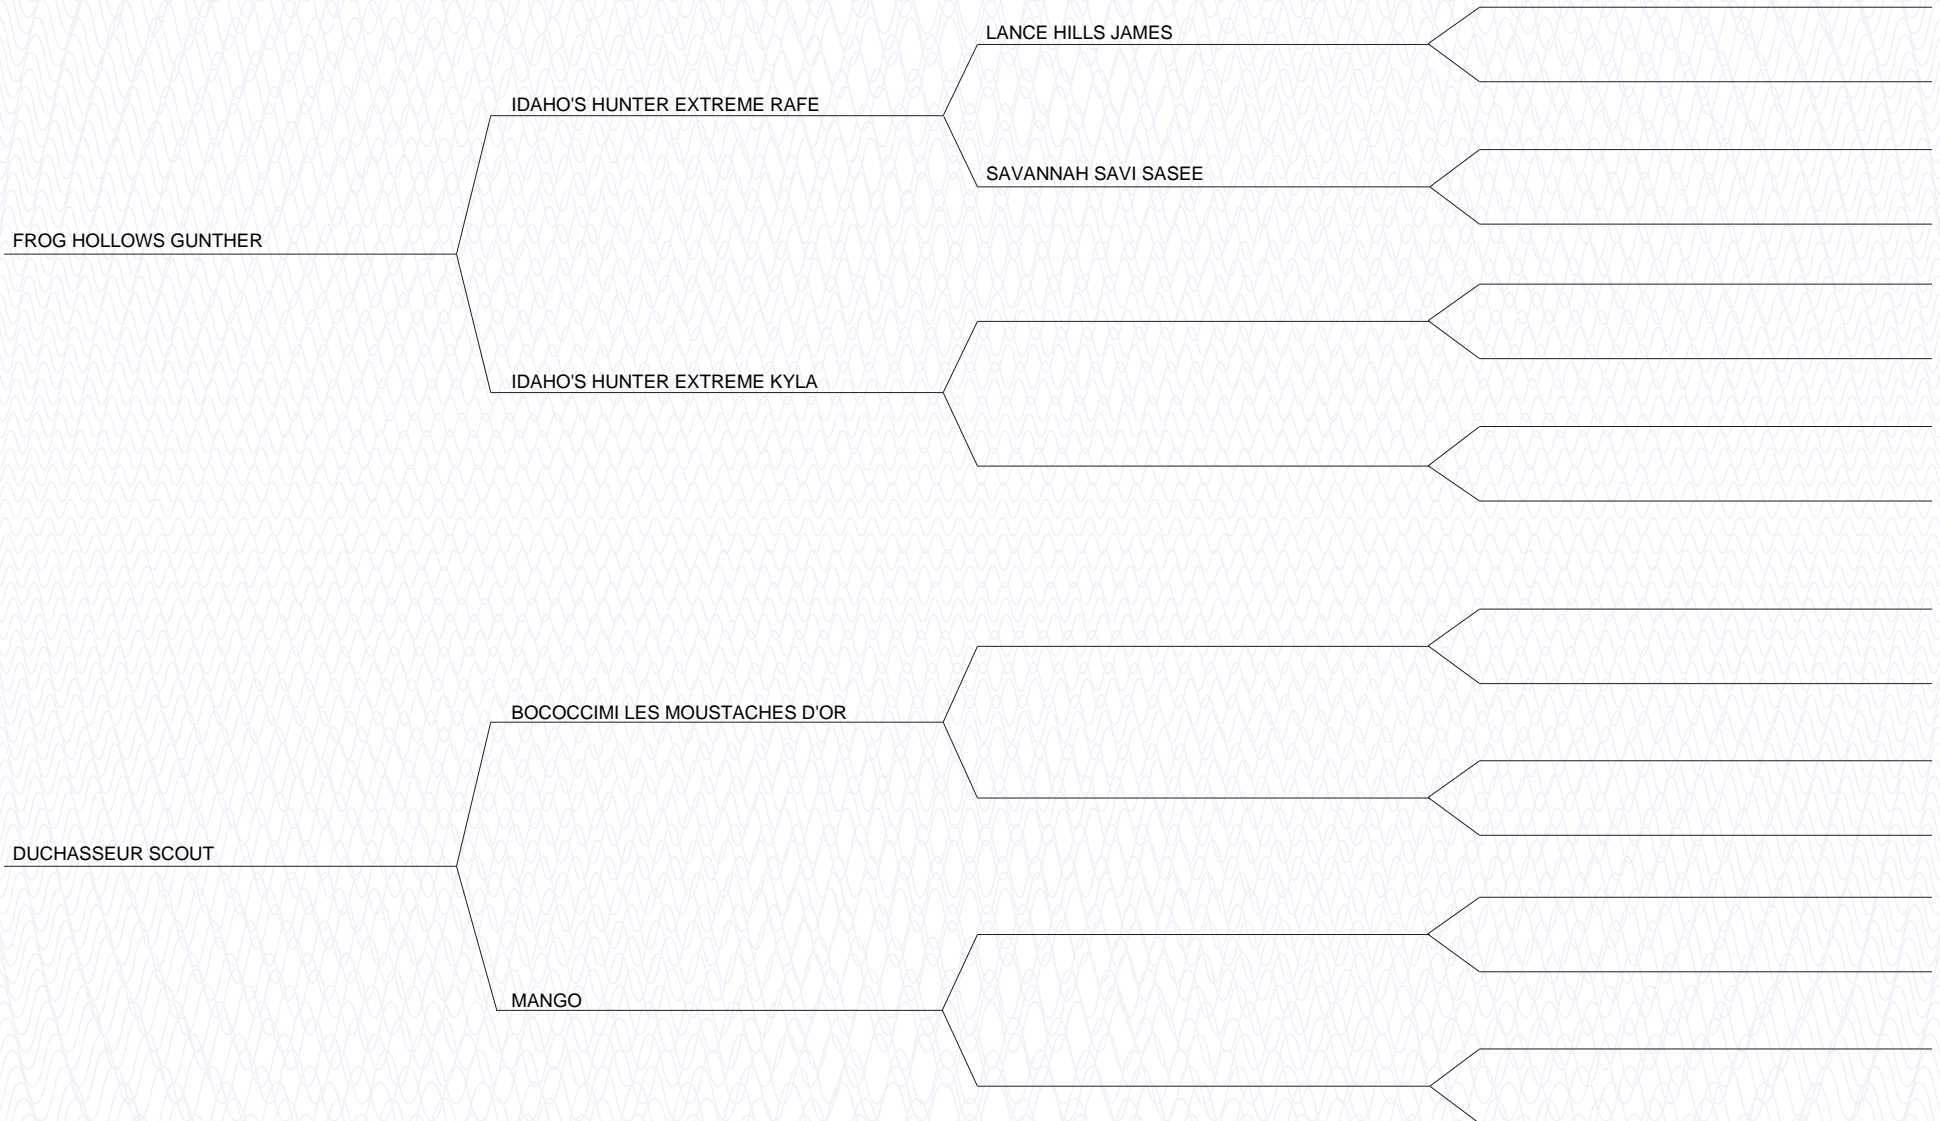 LANCE HILLS JAMES
IDAHO'S HUNTER EXTREME RAFE
SAVANNAH SAVI SASEE
FROG HOLLOWS GUNTHER
IDAHO'S HUNTER EXTREME KYLA
BOCOCCIMI LES MOUSTACHES D'OR
DUCHASSEUR SCOUT
MANGO